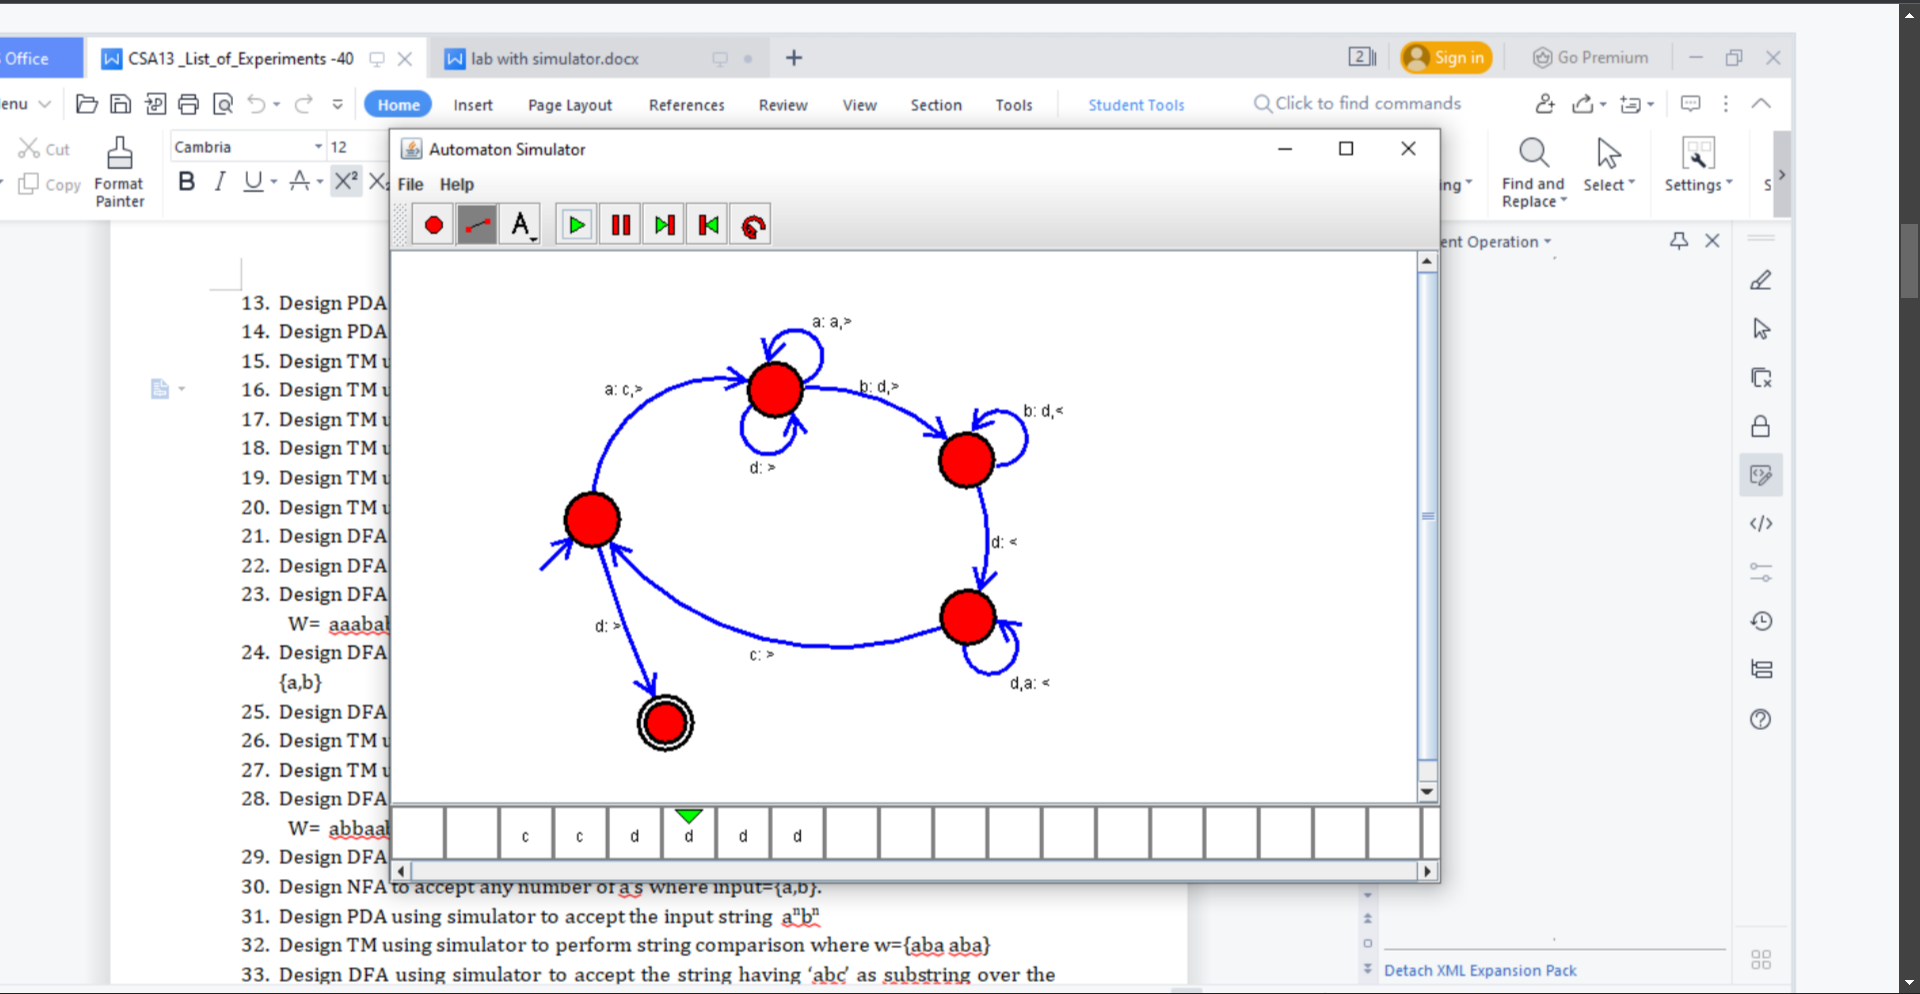 Office
CSA13 _List_of_Experiments -40
lab with simulator.docx
2
Sign in
Go Premium
enu
Home
Insert
Page Layout
References
Review
View
Section
Tools
Student Tools
Click to find commands
Cut
Copy
Format
Painter
Cambria
12
B I U A X² X₂
Automaton Simulator
File Help
A
ing
Find and
Replace
Select
Settings
S
ent Operation
13. Design PDA
14. Design PDA
15. Design TM u
16. Design TM u
17. Design TM u
18. Design TM u
19. Design TM u
20. Design TM u
21. Design DFA
22. Design DFA
23. Design DFA
W= aaabab
24. Design DFA
{a,b}
25. Design DFA
26. Design TM u
27. Design TM u
28. Design DFA
W= abbaab
29. Design DFA
a: a,>
a: c,>
b: d,>
b: d,<
d: >
d: <
d: >
c: >
d,a: <
c c d d d d
30. Design NFA to accept any number of a's where input={a,b}.
31. Design PDA using simulator to accept the input string aⁿbⁿ
32. Design TM using simulator to perform string comparison where w={aba aba}
33. Design DFA using simulator to accept the string having ‘abc’ as substring over the
Detach XML Expansion Pack